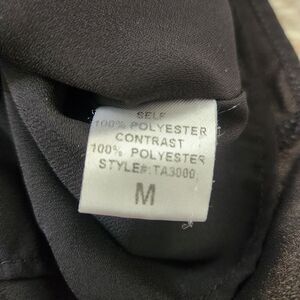 SELF
100% POLYESTER
CONTRAST
100% POLYESTER
STYLE#:TA3000
M